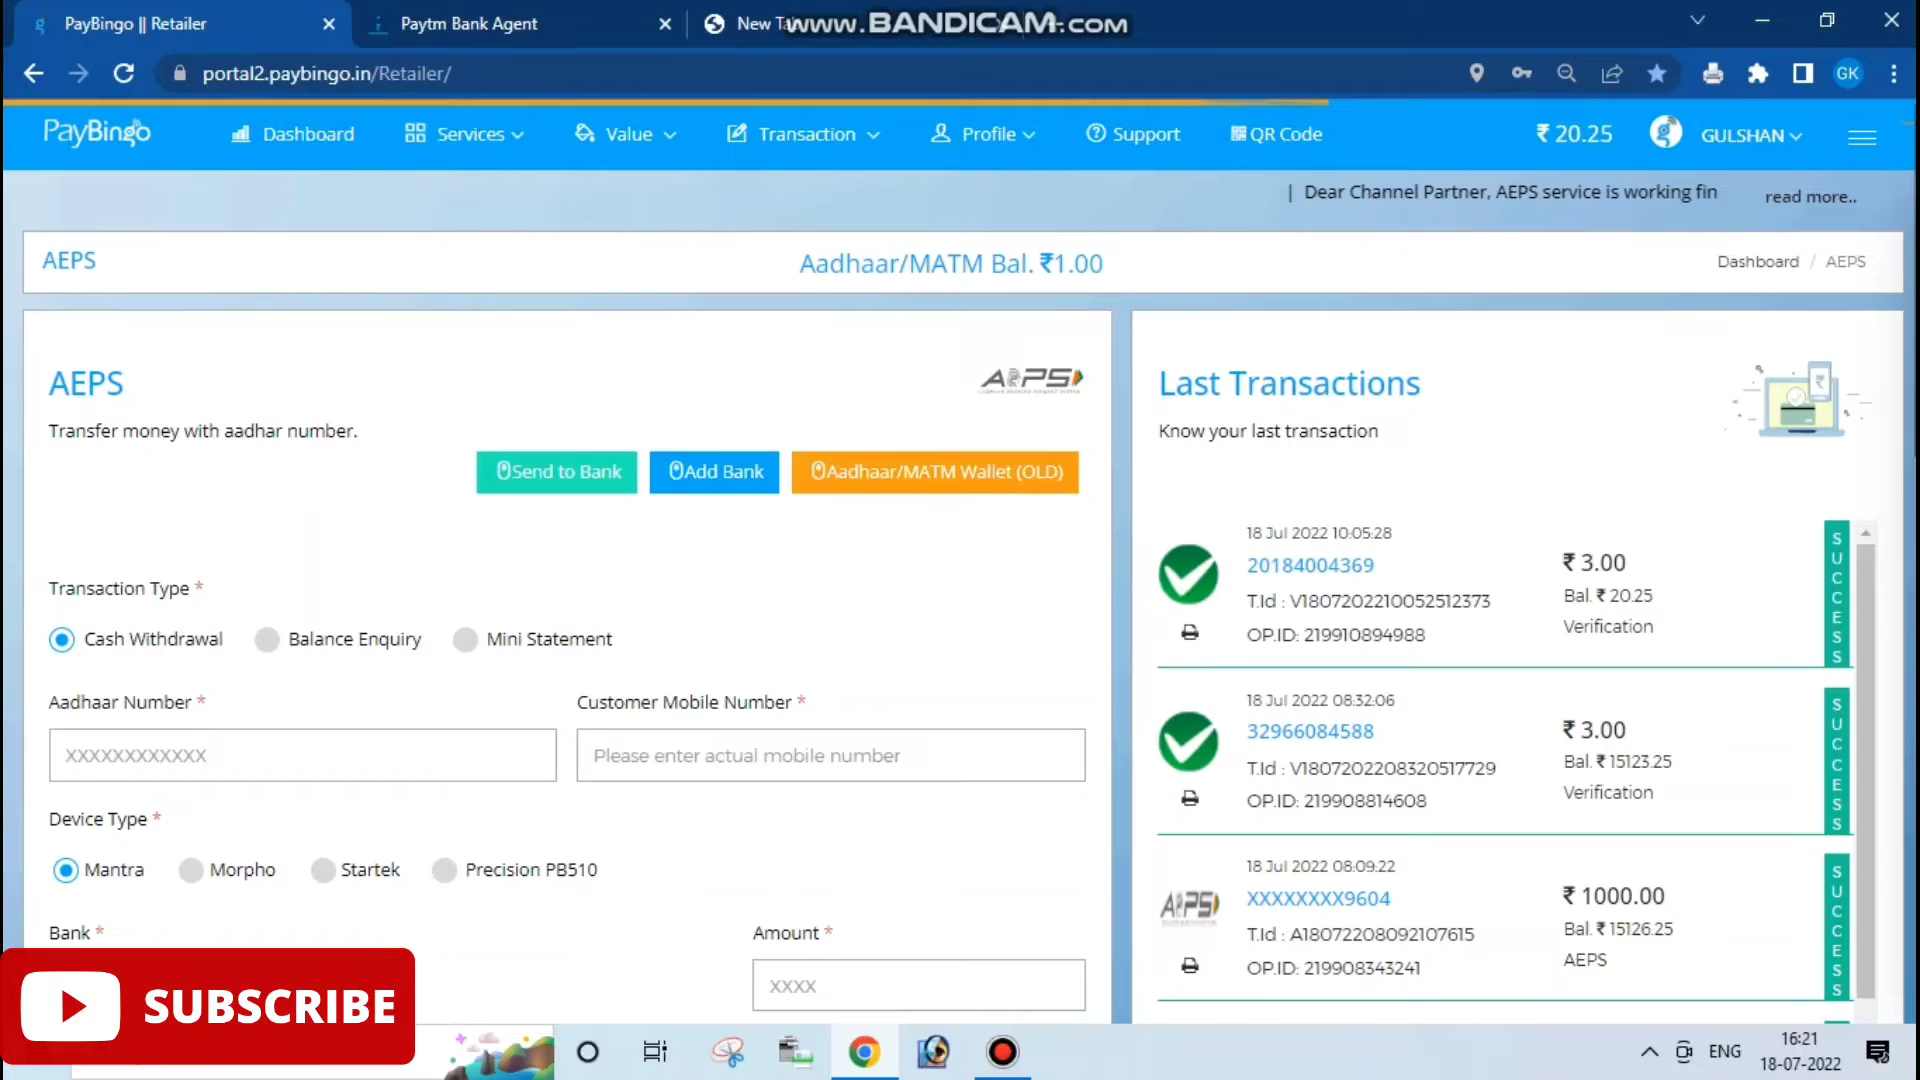 PayBingo || Retailer
Paytm Bank Agent
New Ta
www.BANDICAM.com
portal2.paybingo.in/Retailer/
GK
PayBingo
Dashboard
Services
Value
Transaction
Profile
Support
QR Code
₹ 20.25
GULSHAN
| Dear Channel Partner, AEPS service is working fin
read more..
AEPS
Aadhaar/MATM Bal. ₹1.00
Dashboard / AEPS
AEPS
AEPS
Transfer money with aadhar number.
Send to Bank
Add Bank
Aadhaar/MATM Wallet (OLD)
Transaction Type *
Cash Withdrawal
Balance Enquiry
Mini Statement
Aadhaar Number *
Customer Mobile Number *
XXXXXXXXXXXX
Please enter actual mobile number
Device Type *
Mantra
Morpho
Startek
Precision PB510
Bank *
Amount *
XXXX
SUBSCRIBE
Last Transactions
Know your last transaction
18 Jul 2022 10:05:28
20184004369
T.Id : V1807202210052512373
OP.ID: 219910894988
₹ 3.00
Bal. ₹ 20.25
Verification
SUCCESS
18 Jul 2022 08:32:06
32966084588
T.Id : V1807202208320517729
OP.ID: 219908814608
₹ 3.00
Bal. ₹ 15123.25
Verification
SUCCESS
18 Jul 2022 08:09:22
AEPS
XXXXXXXX9604
T.Id : A18072208092107615
OP.ID: 219908343241
₹ 1000.00
Bal. ₹ 15126.25
AEPS
SUCCESS
ENG
16:21
18-07-2022